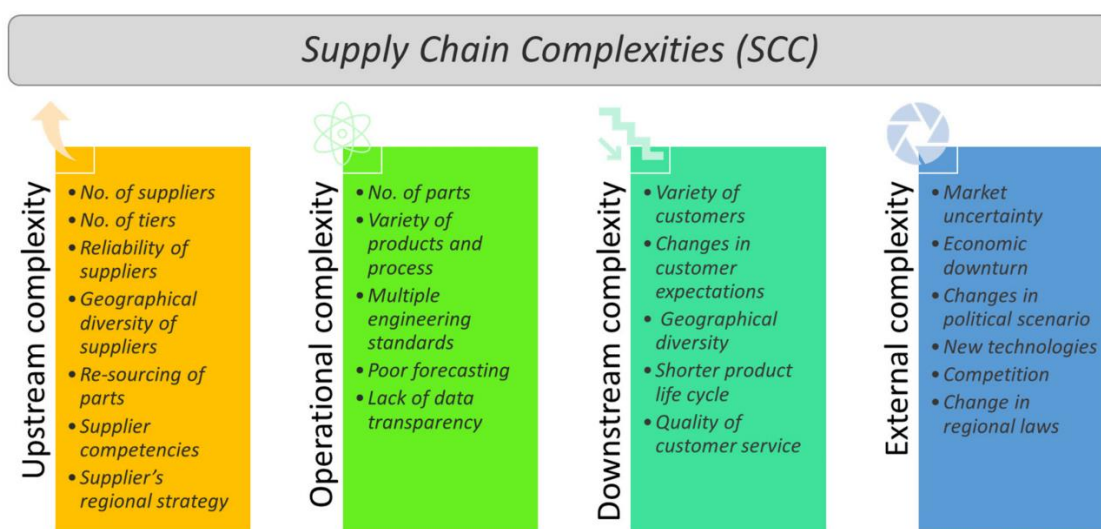 Supply Chain Complexities (SCC)
Upstream complexity
• No. of suppliers
• No. of tiers
• Reliability of
suppliers
• Geographical
diversity of
suppliers
• Re-sourcing of
parts
• Supplier
competencies
• Supplier’s
regional strategy
Operational complexity
• No. of parts
• Variety of
products and
process
• Multiple
engineering
standards
• Poor forecasting
• Lack of data
transparency
Downstream complexity
• Variety of
customers
• Changes in
customer
expectations
• Geographical
diversity
• Shorter product
life cycle
• Quality of
customer service
External complexity
• Market
uncertainty
• Economic
downturn
• Changes in
political scenario
• New technologies
• Competition
• Change in
regional laws